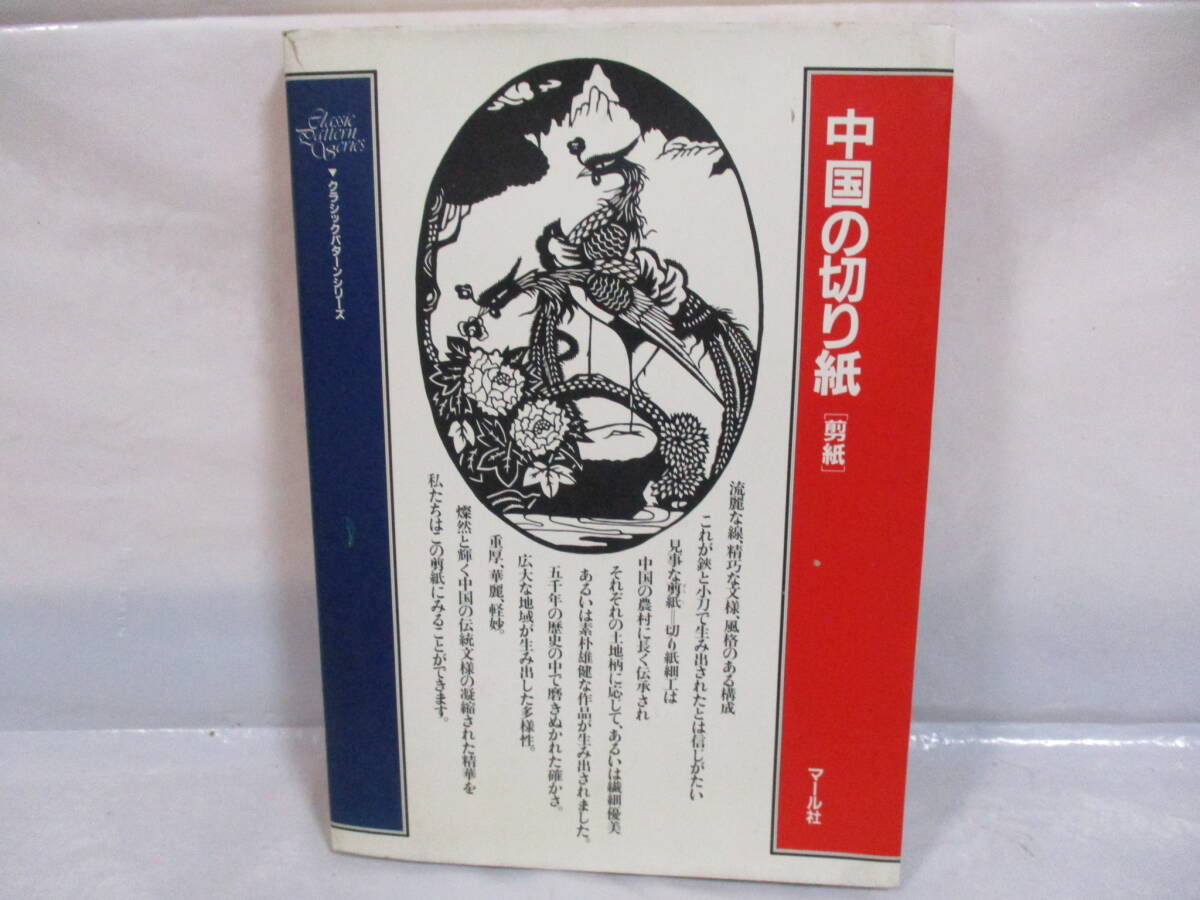 中国の切り紙
[剪紙]
マール社
流麗な線、精巧な文様、風格のある構成
これが鋏と小刀で生み出されたとは信じがたい
見事な剪紙=切り紙細工は
中国の農村に長く伝承され
それぞれの土地柄に応じて、あるいは繊細優美
あるいは素朴雄健な作品が生み出されました。
五千年の歴史の中で磨きぬかれた確かさ。
広大な地域が生み出した多様性。
重厚、華麗、軽妙。
燦然と輝く中国の伝統文様の凝縮された精華を
私たちはこの剪紙にみることができます。
Classic
Pattern
Series
▼クラシックパターンシリーズ